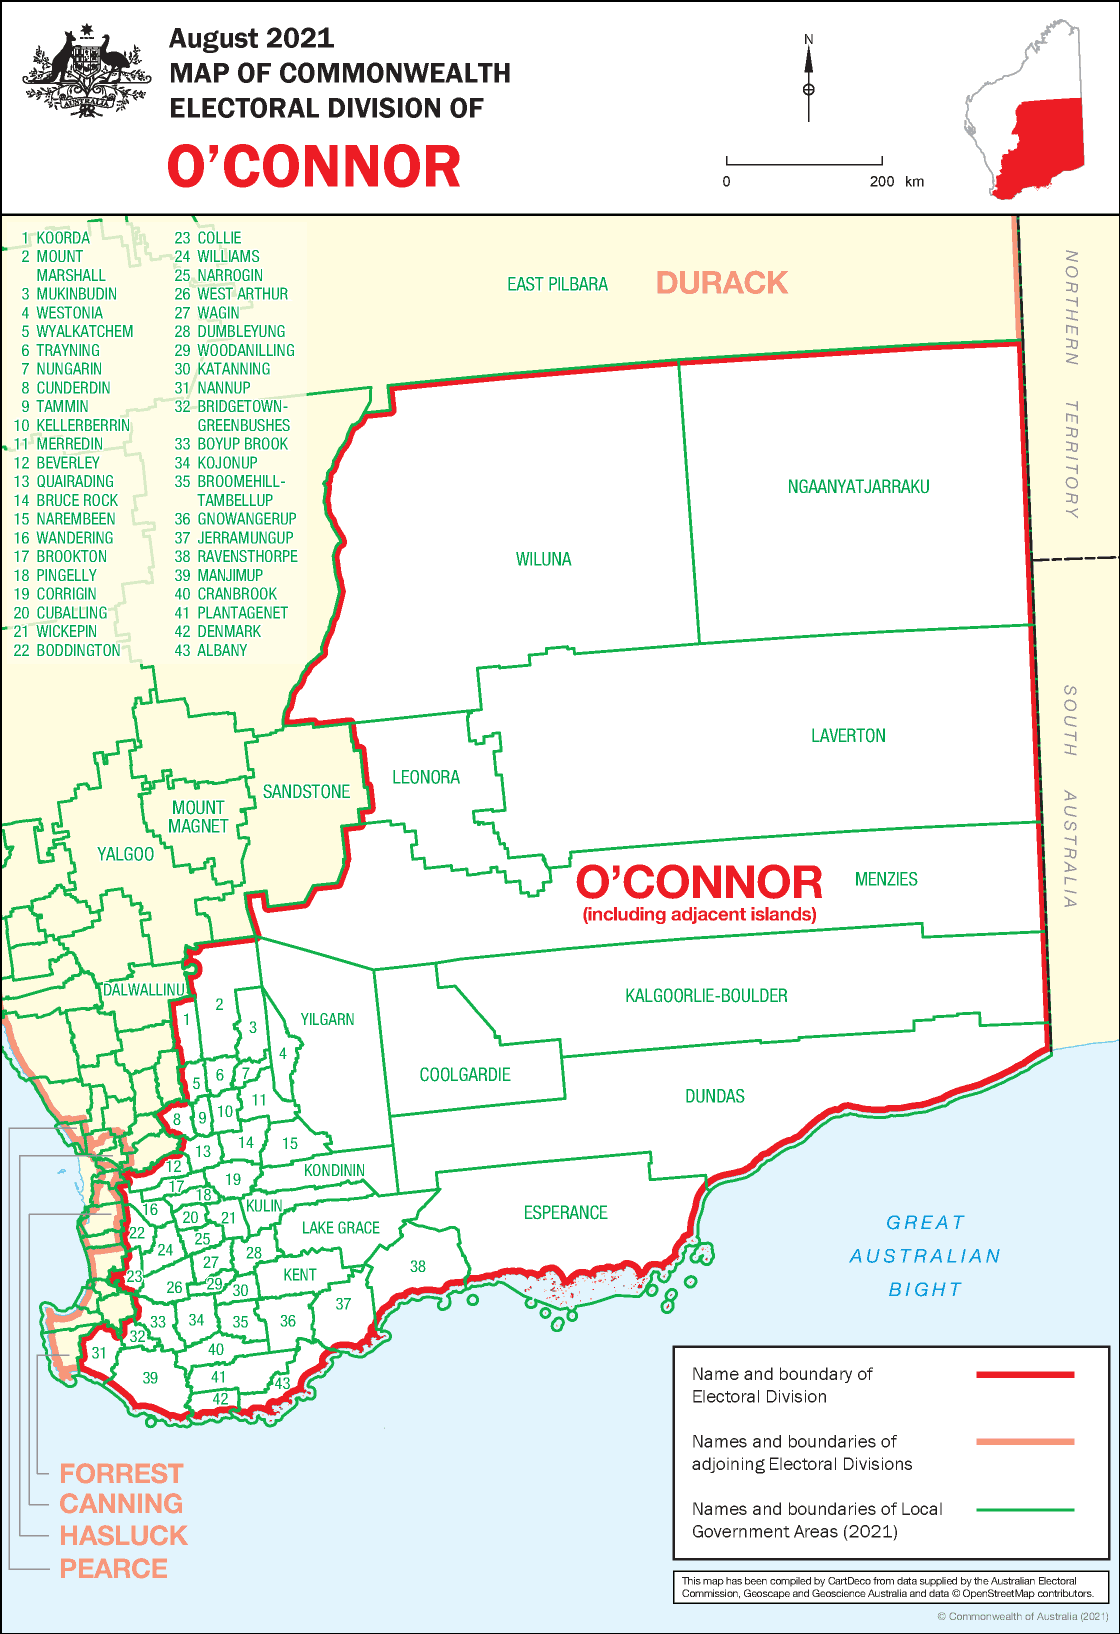 AUSTRALIA
August 2021
MAP OF COMMONWEALTH
ELECTORAL DIVISION OF
O'CONNOR
N
0 200 km
1 KOORDA
2 MOUNT
MARSHALL
3 MUKINBUDIN
4 WESTONIA
5 WYALKATCHEM
6 TRAYNING
7 NUNGARIN
8 CUNDERDIN
9 TAMMIN
10 KELLERBERRIN
11 MERREDIN
12 BEVERLEY
13 QUAIRADING
14 BRUCE ROCK
15 NAREMBEEN
16 WANDERING
17 BROOKTON
18 PINGELLY
19 CORRIGIN
20 CUBALLING
21 WICKEPIN
22 BODDINGTON
23 COLLIE
24 WILLIAMS
25 NARROGIN
26 WEST ARTHUR
27 WAGIN
28 DUMBLEYUNG
29 WOODANILLING
30 KATANNING
31 NANNUP
32 BRIDGETOWN-
GREENBUSHES
33 BOYUP BROOK
34 KOJONUP
35 BROOMEHILL-
TAMBELLUP
36 GNOWANGERUP
37 JERRAMUNGUP
38 RAVENSTHORPE
39 MANJIMUP
40 CRANBROOK
41 PLANTAGENET
42 DENMARK
43 ALBANY
EAST PILBARA
DURACK
NORTHERN TERRITORY
NGAANYATJARRAKU
WILUNA
SOUTH AUSTRALIA
LAVERTON
LEONORA
SANDSTONE
MOUNT
MAGNET
YALGOO
O'CONNOR
(including adjacent islands)
MENZIES
DALWALLINU
KALGOORLIE-BOULDER
YILGARN
COOLGARDIE
DUNDAS
1
2
3
4
5
6
7
8
9
10
11
12
13
14
15
KONDININ
16
17
18
19
KULIN
20
21
LAKE GRACE
ESPERANCE
22
23
24
25
26
27
28
29
30
KENT
38
31
32
33
34
35
36
37
39
40
41
42
43
GREAT
AUSTRALIAN
BIGHT
FORREST
CANNING
HASLUCK
PEARCE
Name and boundary of
Electoral Division
Names and boundaries of
adjoining Electoral Divisions
Names and boundaries of Local
Government Areas (2021)
This map has been compiled by CartDeco from data supplied by the Australian Electoral
Commission, Geoscape and Geoscience Australia and data © OpenStreetMap contributors.
© Commonwealth of Australia (2021)